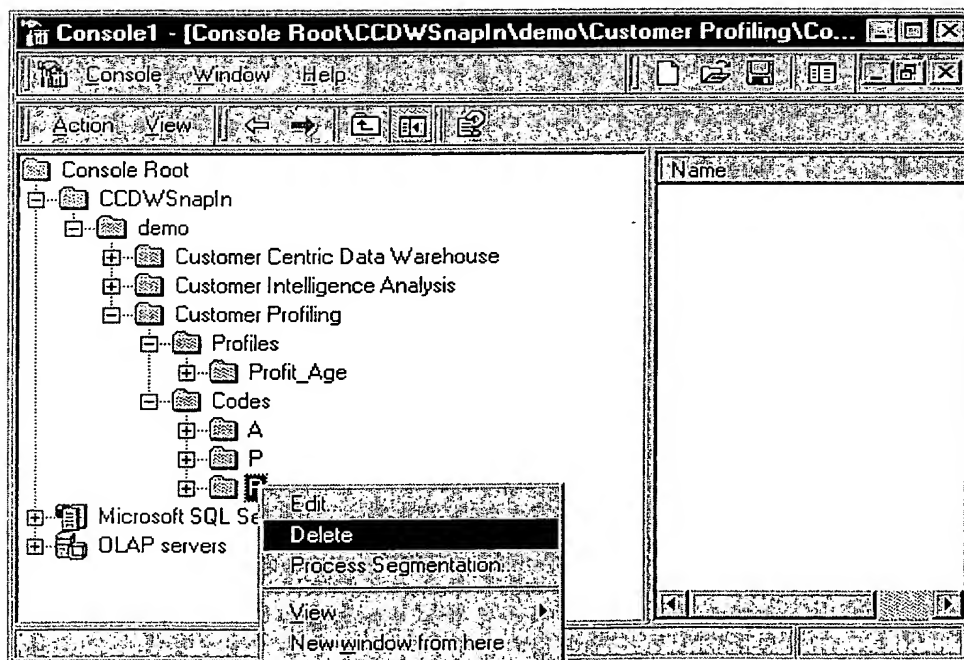 Console1 - [Console Root\CCDWSnapIn\demo\Customer Profiling\Co...
Console Window Help
Action View
Console Root
Name
CCDWSnapIn
demo
Customer Centric Data Warehouse
Customer Intelligence Analysis
Customer Profiling
Profiles
Profit_Age
Codes
A
P
Edit...
Microsoft SQL Se
Delete
OLAP servers
Process Segmentation
View
New window from here